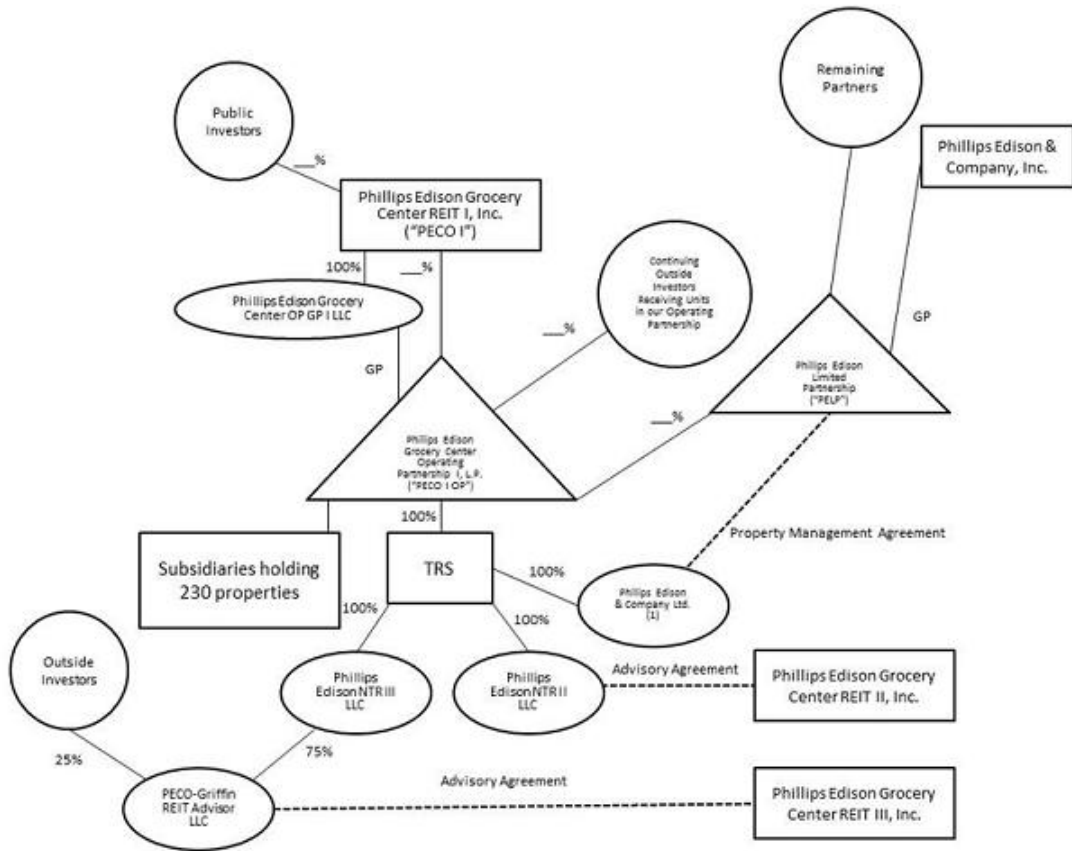 Remaining
Partners
Public
Investors
Phillips Edison &
Company, Inc.
___%
Phillips Edison Grocery
Center REIT I, Inc.
("PECO I")
100%
___%
Continuing
Outside
Investors
Receiving Units
in our Operating
Partnership
Phillips Edison Grocery
Center OP GP I LLC
___%
GP
GP
Phillips Edison
Limited
Partnership
("PELP")
___%
Phillips Edison
Grocery Center
Operating
Partnership I, L.P.
("PECO I OP")
100%
Property Management Agreement
Subsidiaries holding
230 properties
TRS
100%
Phillips Edison
& Company Ltd.
(1)
100%
100%
Outside
Investors
Phillips
Edison NTR III
LLC
Phillips
Edison NTR II
LLC
Advisory Agreement
Phillips Edison Grocery
Center REIT II, Inc.
25%
75%
PECO-Griffin
REIT Advisor
LLC
Advisory Agreement
Phillips Edison Grocery
Center REIT III, Inc.